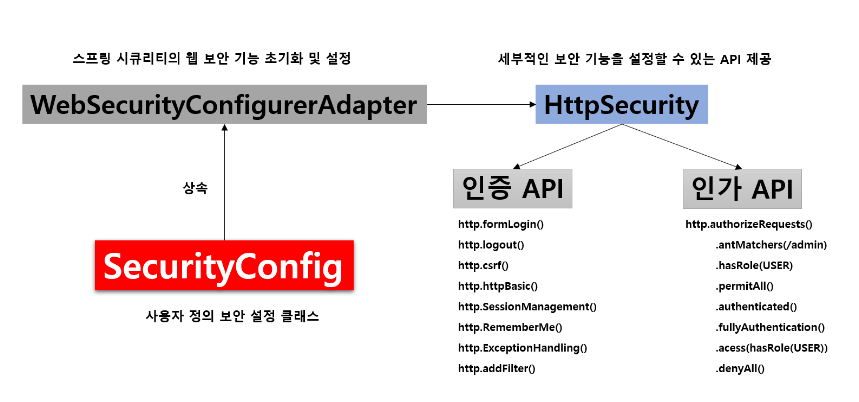 스프링 시큐리티의 웹 보안 기능 초기화 및 설정
세부적인 보안 기능을 설정할 수 있는 API 제공
WebSecurityConfigurerAdapter
HttpSecurity
상속
인증 API
인가 API
http.formLogin()
http.logout()
http.csrf()
http.httpBasic()
http.SessionManagement()
http.RememberMe()
http.ExceptionHandling()
http.addFilter()
http.authorizeRequests()
.antMatchers(/admin)
.hasRole(USER)
.permitAll()
.authenticated()
.fullyAuthentication()
.acess(hasRole(USER))
.denyAll()
SecurityConfig
사용자 정의 보안 설정 클래스